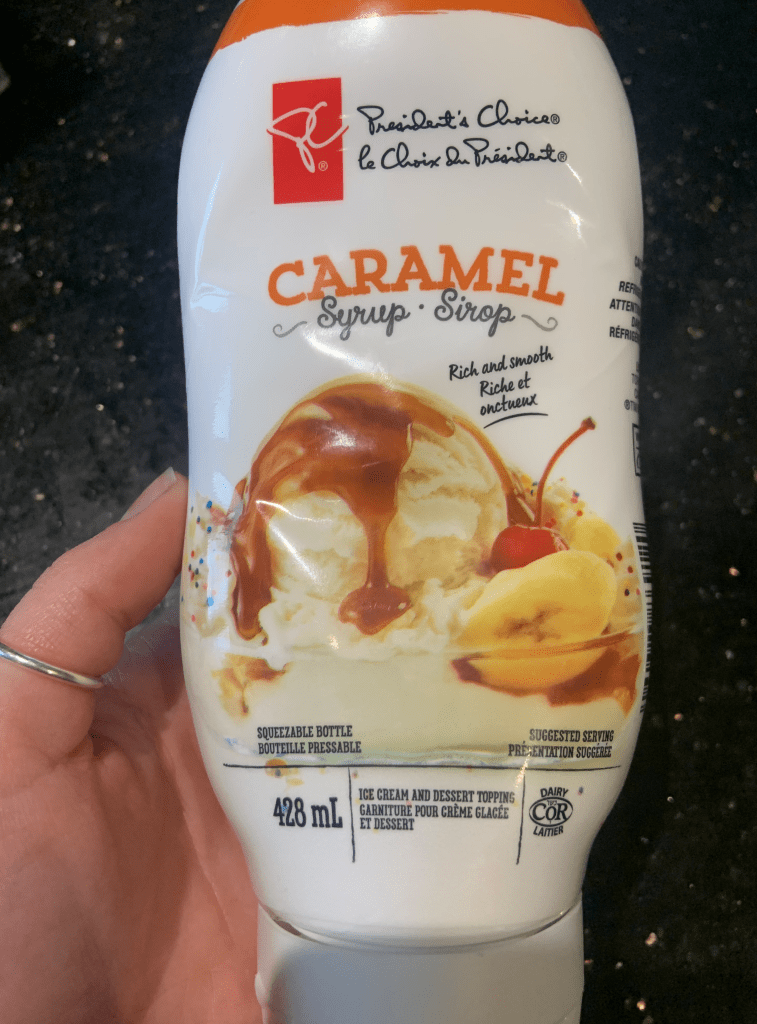 President's Choice®
le Choix du Président®
CARAMEL
Syrup · Sirop
Rich and smooth
Riche et
onctueux
SQUEEZABLE BOTTLE
BOUTEILLE PRESSABLE
SUGGESTED SERVING
PRÉSENTATION SUGGÉRÉE
428 mL
ICE CREAM AND DESSERT TOPPING
GARNITURE POUR CRÈME GLACÉE
ET DESSERT
DAIRY
COR
LAITIER